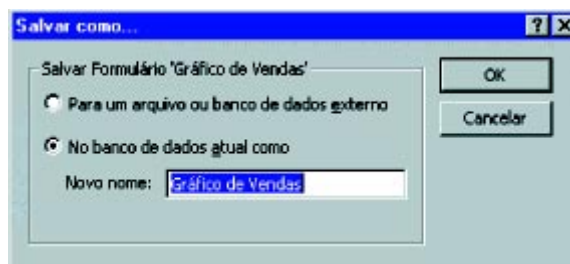 Salvar como...
Salvar Formulário 'Gráfico de Vendas'
OK
Para um arquivo ou banco de dados externo
Cancelar
No banco de dados atual como
Novo nome: Gráfico de Vendas